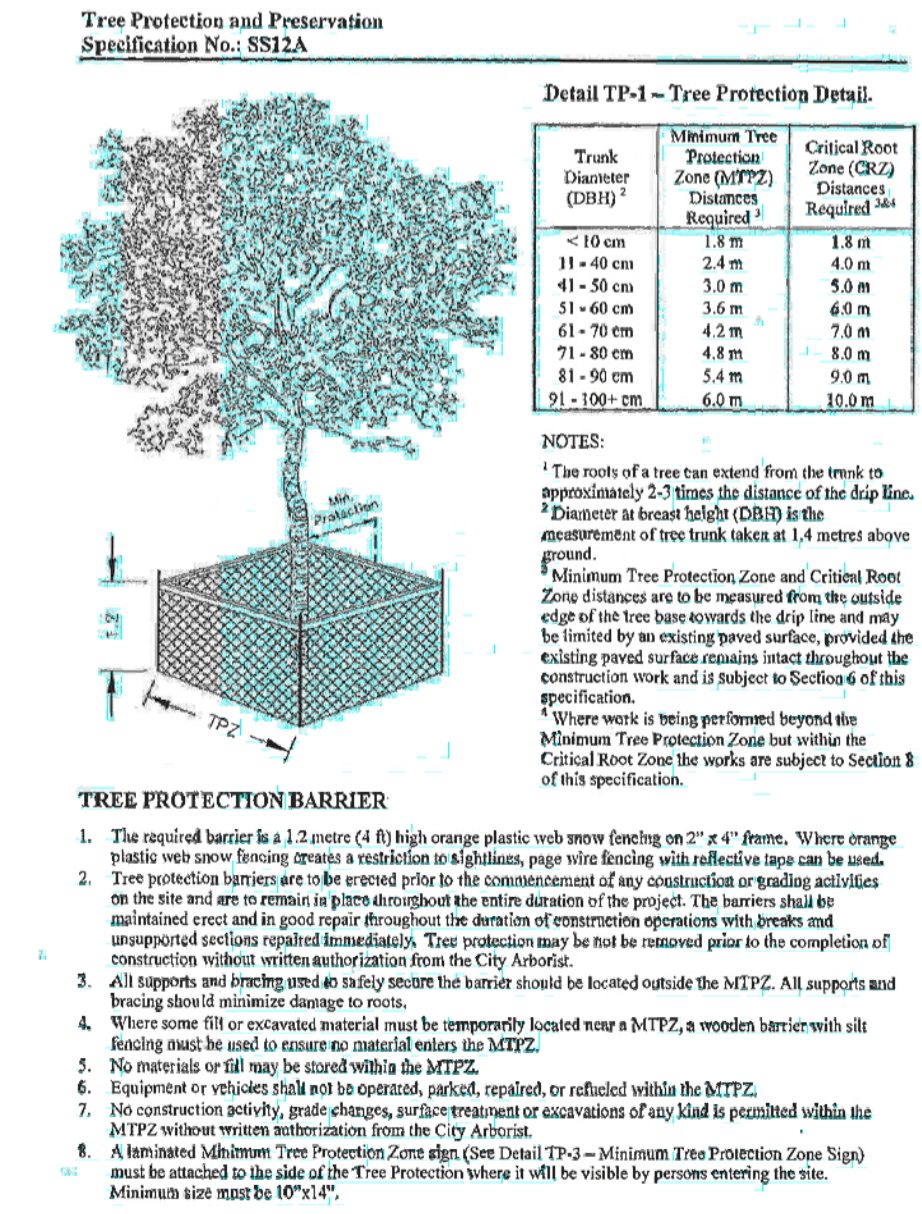 Tree Protection and Preservation
Specification No.: SS12A
Detail TP-1 – Tree Protection Detail.
Trunk Diameter (DBH) 2 | Minimum Tree Protection Zone (MTPZ) Distances Required 3 | Critical Root Zone (CRZ) Distances Required 3&4
< 10 cm 1.8 m 1.8 m
11 - 40 cm 2.4 m 4.0 m
41 - 50 cm 3.0 m 5.0 m
51 - 60 cm 3.6 m 6.0 m
61 - 70 cm 4.2 m 7.0 m
71 - 80 cm 4.8 m 8.0 m
81 - 90 cm 5.4 m 9.0 m
91 - 100+ cm 6.0 m 10.0 m
NOTES:
1 The roots of a tree can extend from the trunk to
approximately 2-3 times the distance of the drip line.
2 Diameter at breast height (DBH) is the
measurement of tree trunk taken at 1.4 metres above
ground.
3 Minimum Tree Protection Zone and Critical Root
Zone distances are to be measured from the outside
edge of the tree base towards the drip line and may
be limited by an existing paved surface, provided the
existing paved surface remains intact throughout the
construction work and is subject to Section 6 of this
specification.
4 Where work is being performed beyond the
Minimum Tree Protection Zone but within the
Critical Root Zone the works are subject to Section 8
of this specification.
Min.
Protection
TPZ
TREE PROTECTION BARRIER
1. The required barrier is a 1.2 metre (4 ft) high orange plastic web snow fencing on 2" x 4" frame. Where orange
plastic web snow fencing creates a restriction to sightlines, page wire fencing with reflective tape can be used.
2. Tree protection barriers are to be erected prior to the commencement of any construction or grading activities
on the site and are to remain in place throughout the entire duration of the project. The barriers shall be
maintained erect and in good repair throughout the duration of construction operations with breaks and
unsupported sections repaired immediately. Tree protection may be not be removed prior to the completion of
construction without written authorization from the City Arborist.
3. All supports and bracing used to safely secure the barrier should be located outside the MTPZ. All supports and
bracing should minimize damage to roots.
4. Where some fill or excavated material must be temporarily located near a MTPZ, a wooden barrier with silt
fencing must be used to ensure no material enters the MTPZ.
5. No materials or fill may be stored within the MTPZ.
6. Equipment or vehicles shall not be operated, parked, repaired, or refueled within the MTPZ.
7. No construction activity, grade changes, surface treatment or excavations of any kind is permitted within the
MTPZ without written authorization from the City Arborist.
8. A laminated Minimum Tree Protection Zone sign (See Detail TP-3 – Minimum Tree Protection Zone Sign)
must be attached to the side of the Tree Protection where it will be visible by persons entering the site.
Minimum size must be 10"x14".